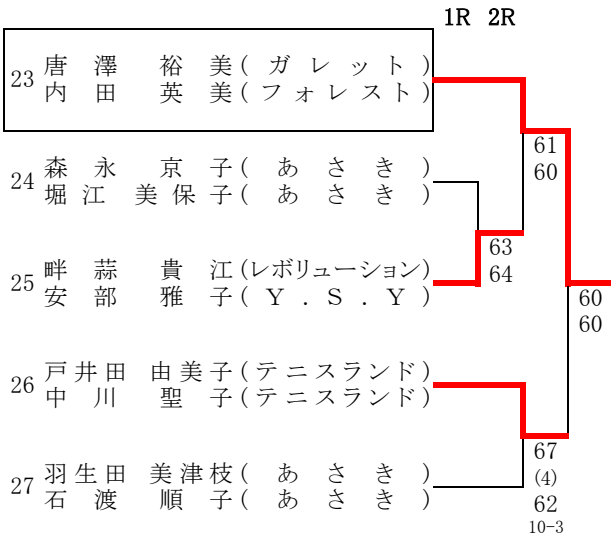 1R 2R
23 唐澤 裕美(ガレット)
内田 英美(フォレスト)
61
60
24 森永 京子(あさき)
堀江 美保子(あさき)
63
64
25 畔蒜 貴江(レボリューション)
安部 雅子(Y.S.Y)
60
60
26 戸井田 由美子(テニスランド)
中川 聖子(テニスランド)
67
(4)
62
10-3
27 羽生田 美津枝(あさき)
石渡 順子(あさき)